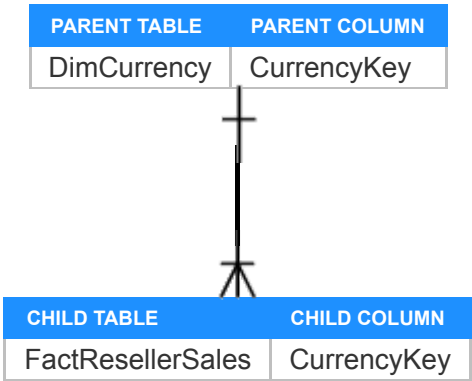 PARENT TABLE PARENT COLUMN
DimCurrency CurrencyKey
CHILD TABLE CHILD COLUMN
FactResellerSales CurrencyKey